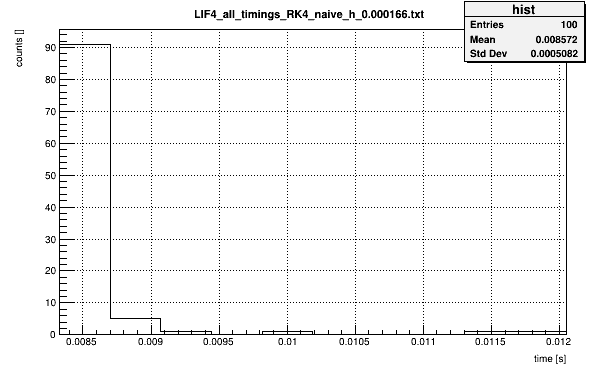 LIF4_all_timings_RK4_naive_h_0.000166.txt
hist
Entries 100
Mean 0.008572
Std Dev 0.0005082
counts []
90
80
70
60
50
40
30
20
10
0
0.0085 0.009 0.0095 0.01 0.0105 0.011 0.0115 0.012
time [s]